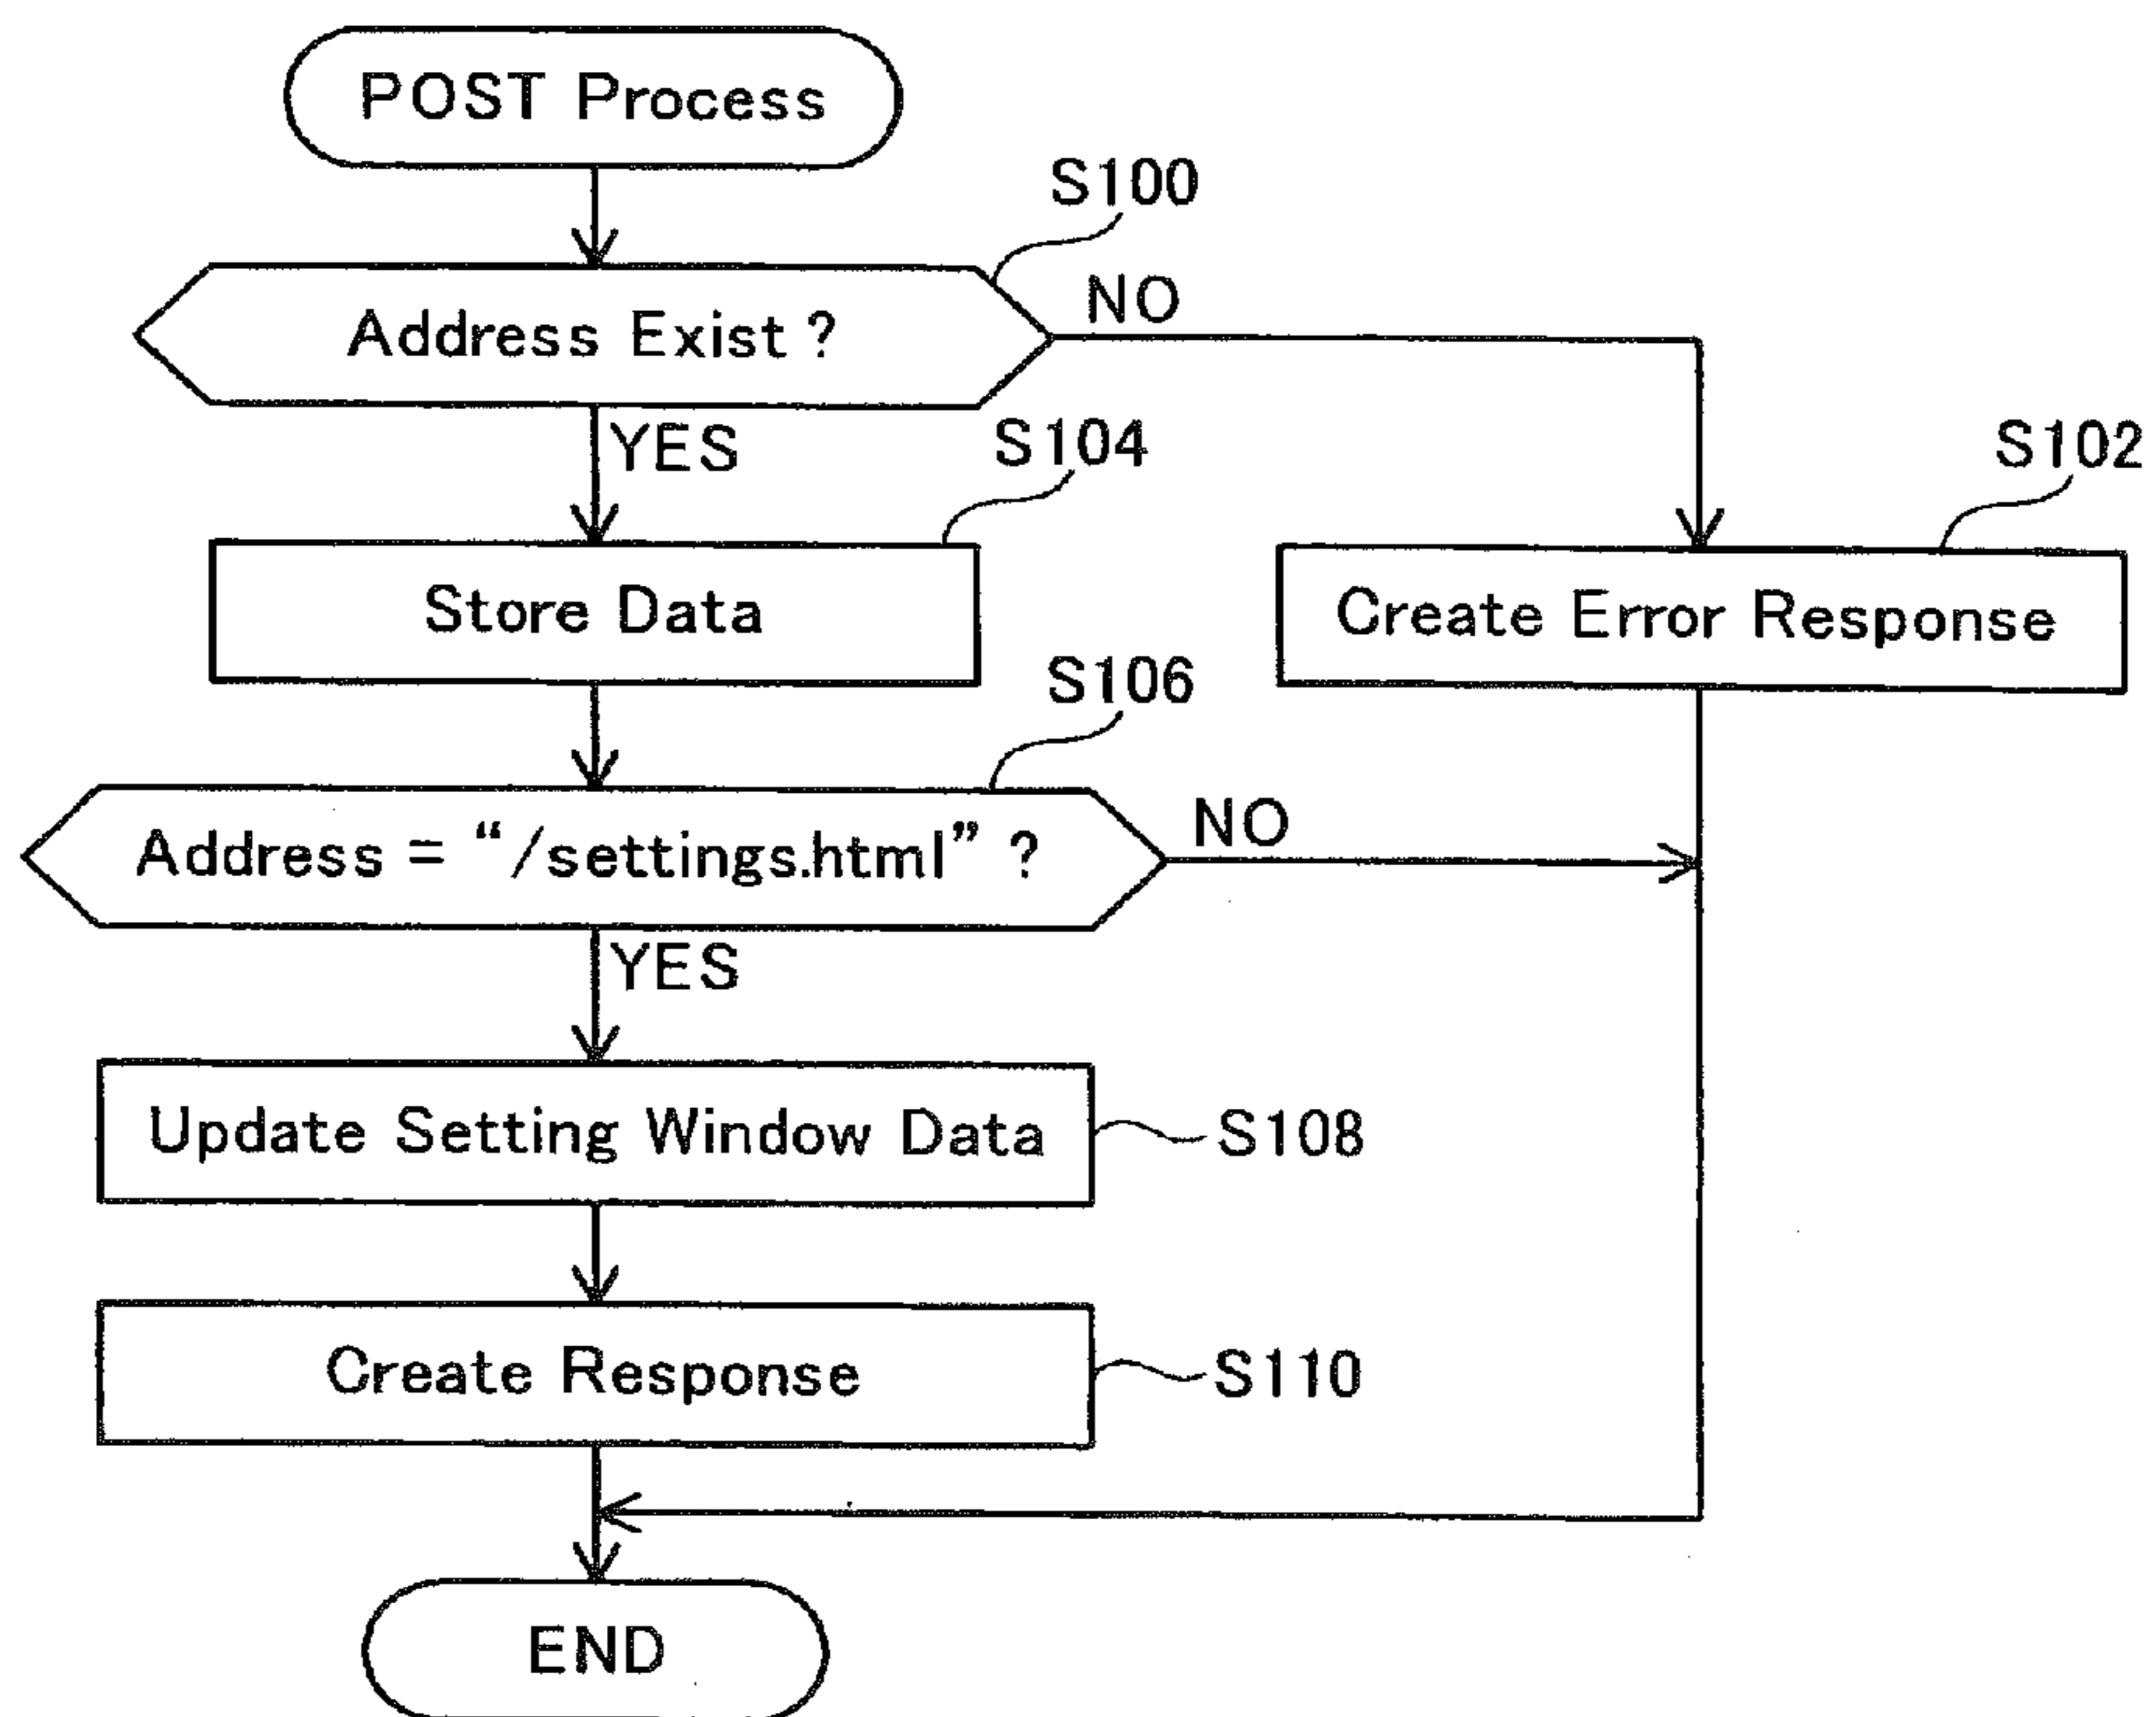 POST Process
S100
Address Exist ?
NO
YES
S104
S102
Store Data
Create Error Response
S106
Address = “/settings.html” ?
NO
YES
Update Setting Window Data
S108
Create Response
S110
END